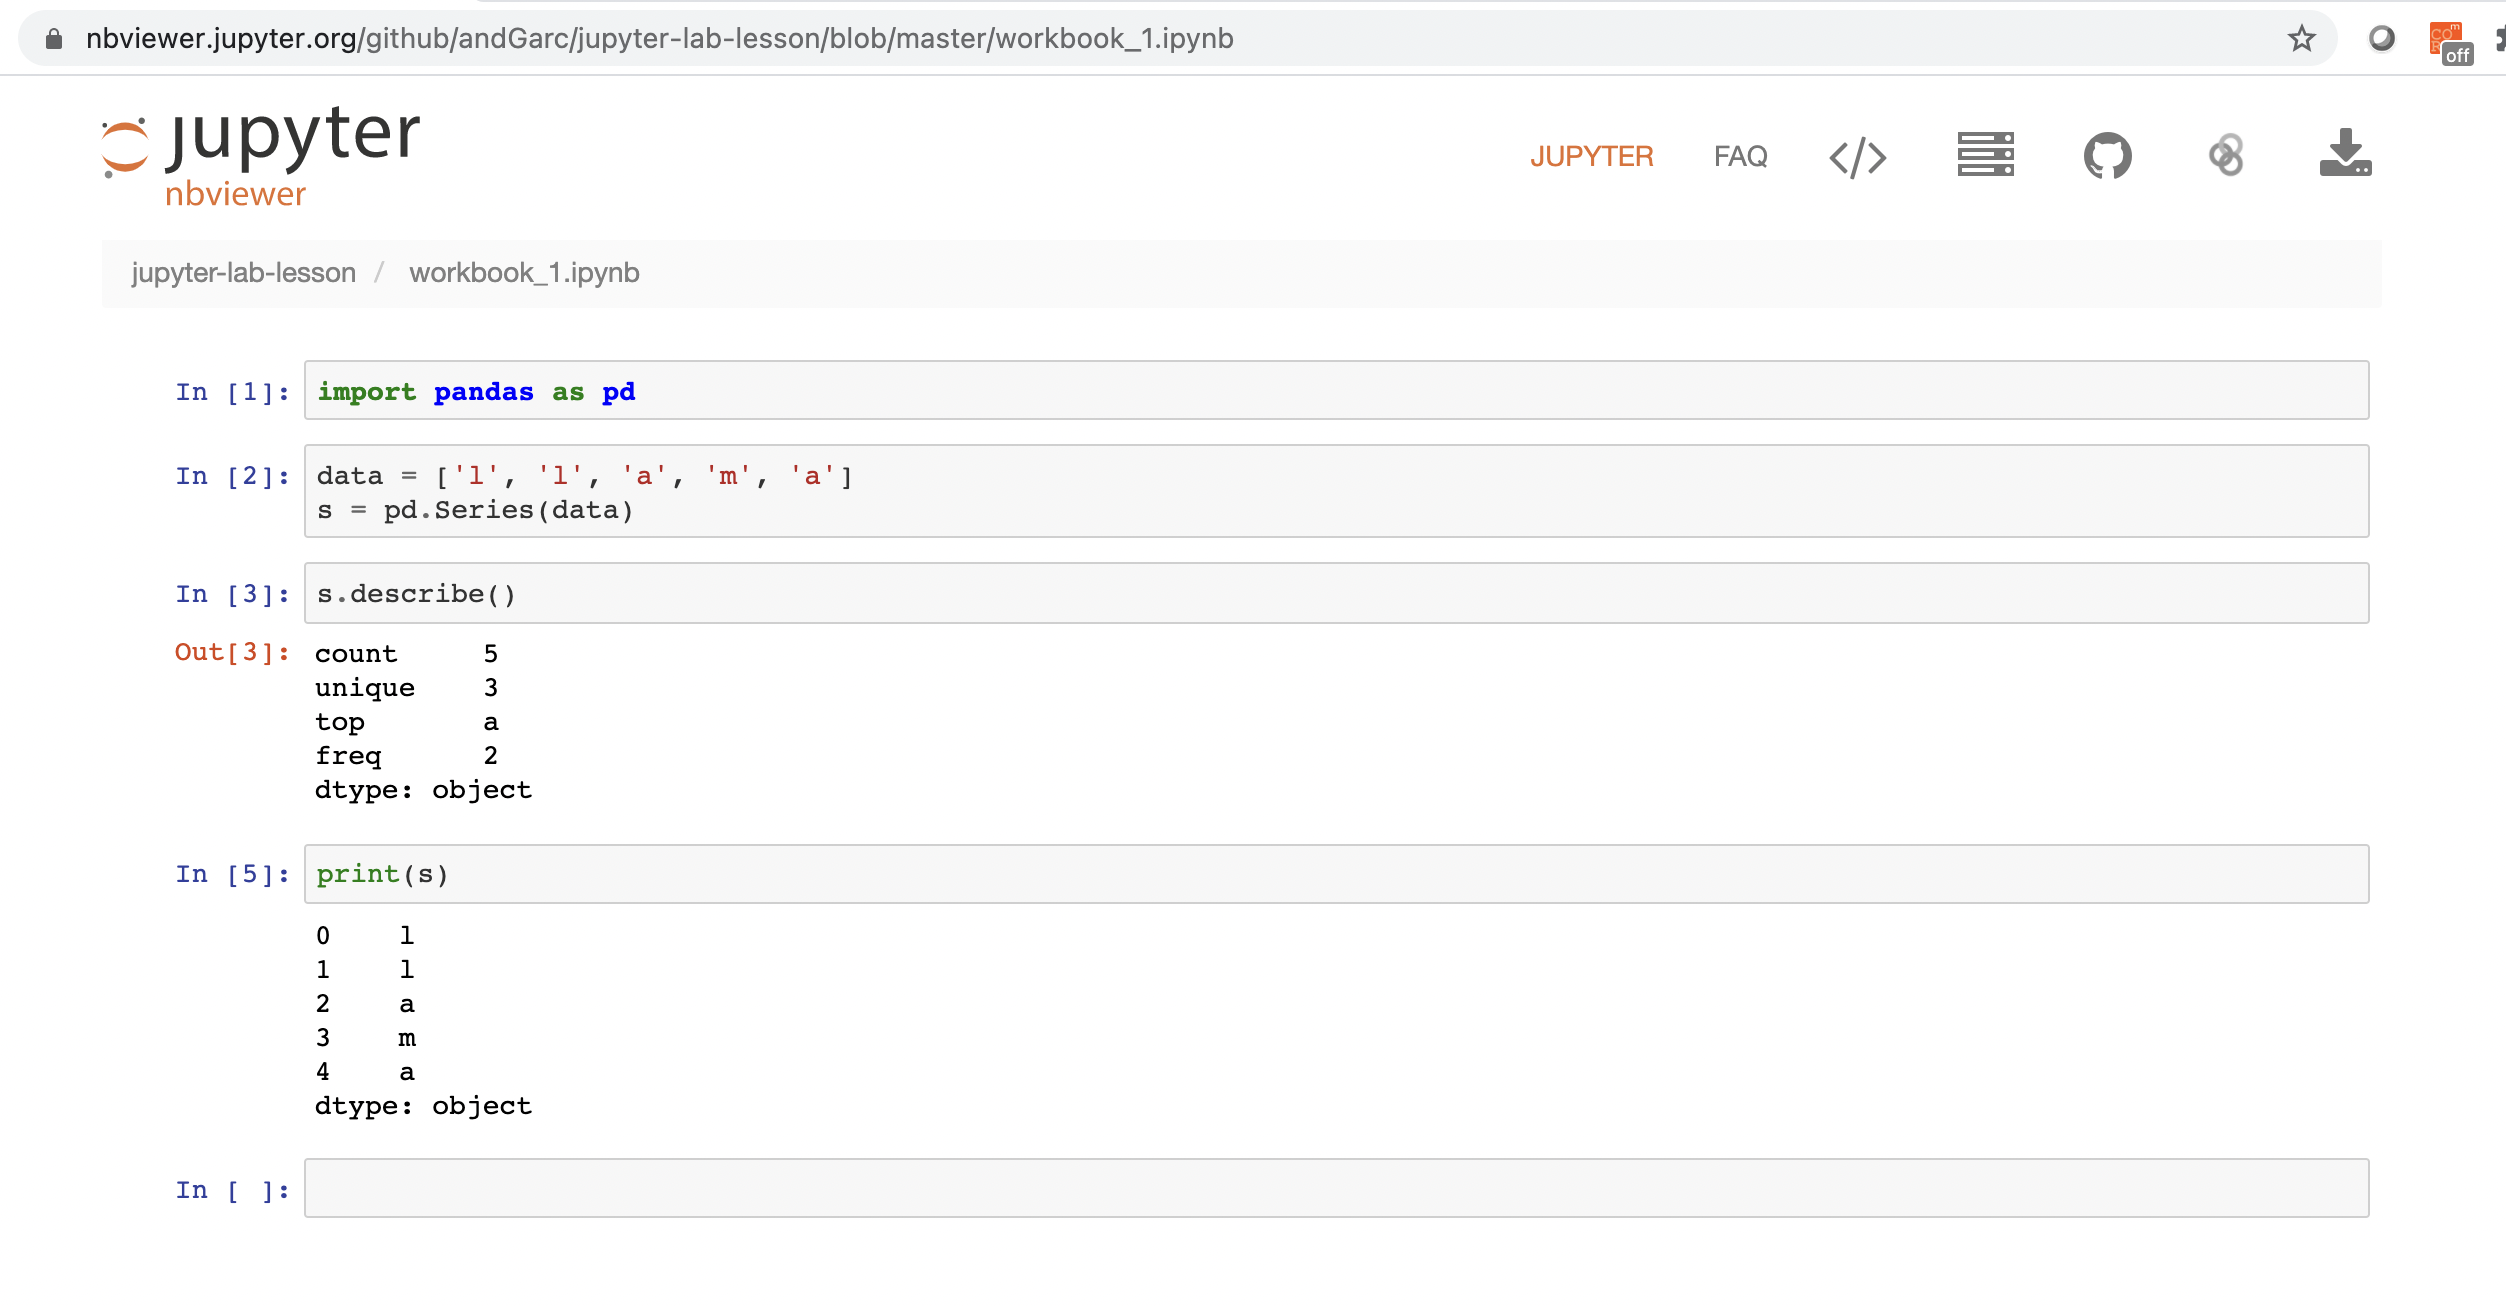 nbviewer.jupyter.org/github/andGarc/jupyter-lab-lesson/blob/master/workbook_1.ipynb
off
jupyter
nbviewer
JUPYTER FAQ </>
jupyter-lab-lesson / workbook_1.ipynb
In [1]: import pandas as pd
In [2]: data = ['l', 'l', 'a', 'm', 'a']
s = pd.Series(data)
In [3]: s.describe()
Out[3]: count 5
unique 3
top a
freq 2
dtype: object
In [5]: print(s)
0 l
1 l
2 a
3 m
4 a
dtype: object
In [ ]: